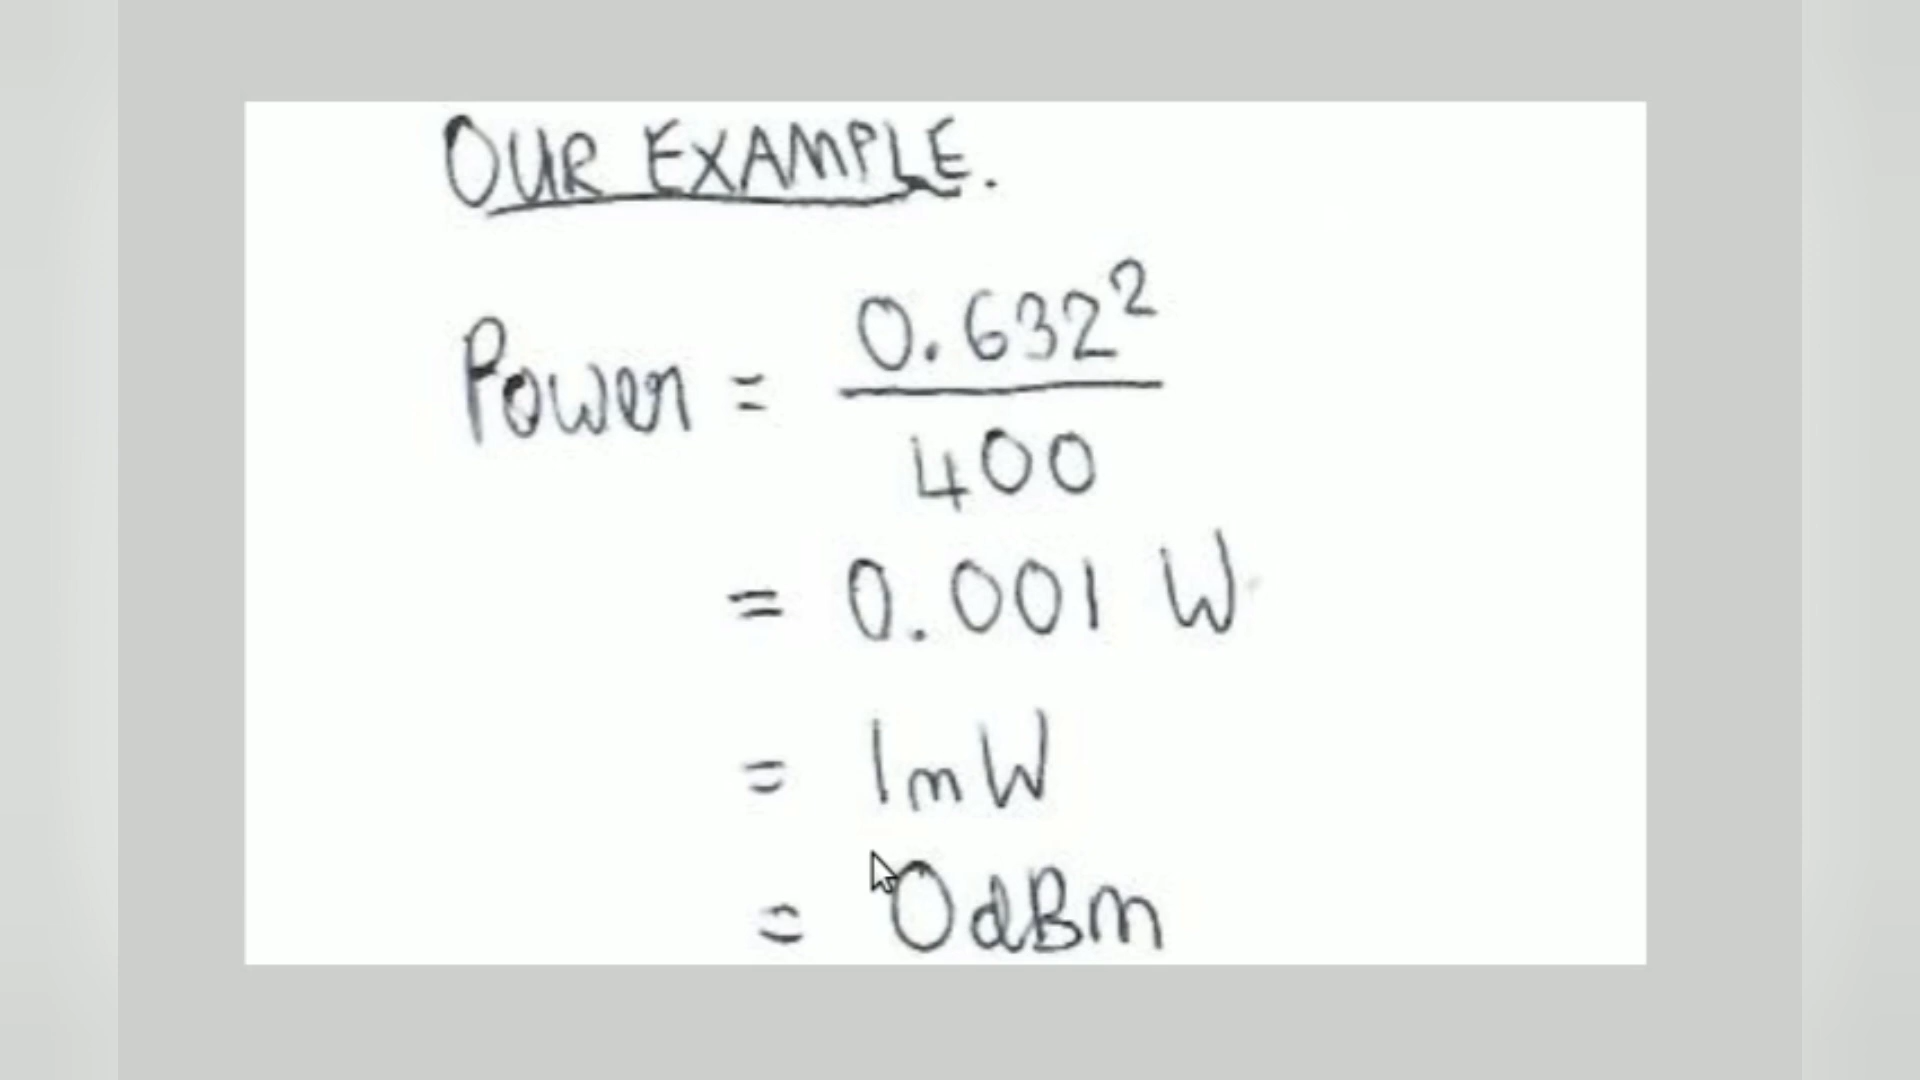 OUR EXAMPLE.
Power = 0.632²
400
= 0.001 W
= 1mW
= 0dBm